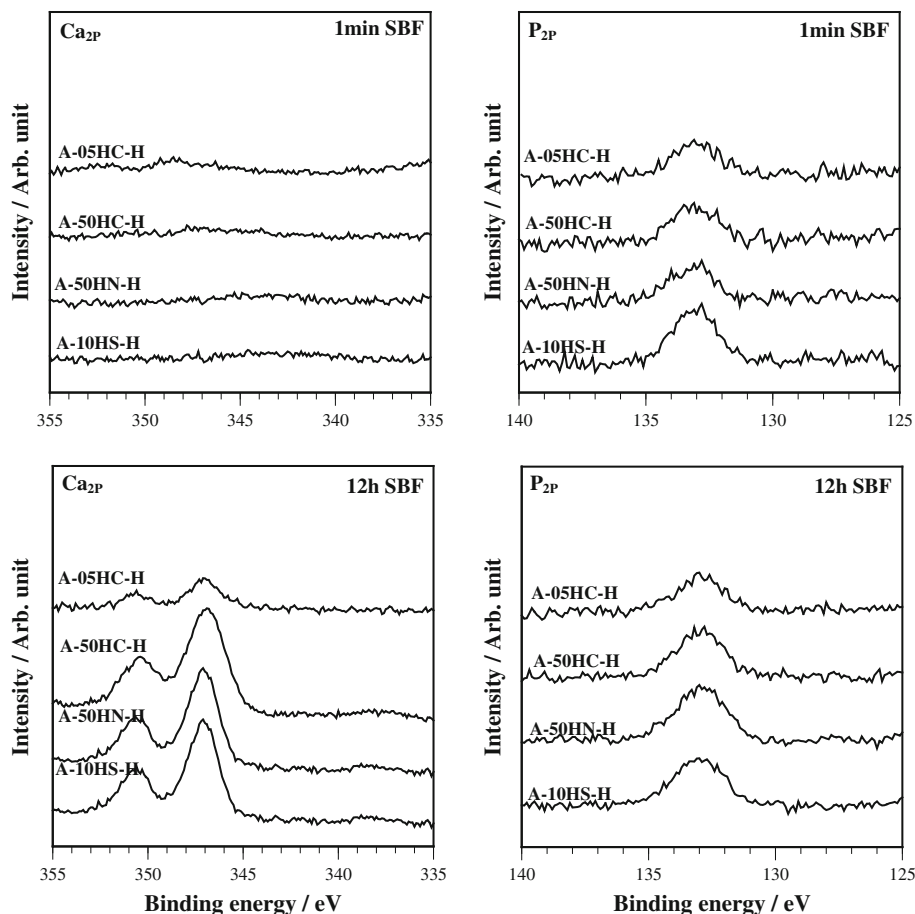 Ca2P 1min SBF
Intensity / Arb. unit
A-05HC-H
A-50HC-H
A-50HN-H
A-10HS-H
355 350 345 340 335
P2P 1min SBF
Intensity / Arb. unit
A-05HC-H
A-50HC-H
A-50HN-H
A-10HS-H
140 135 130 125
Ca2P 12h SBF
Intensity / Arb. unit
A-05HC-H
A-50HC-H
A-50HN-H
A-10HS-H
355 350 345 340 335
Binding energy / eV
P2P 12h SBF
Intensity / Arb. unit
A-05HC-H
A-50HC-H
A-50HN-H
A-10HS-H
140 135 130 125
Binding energy / eV